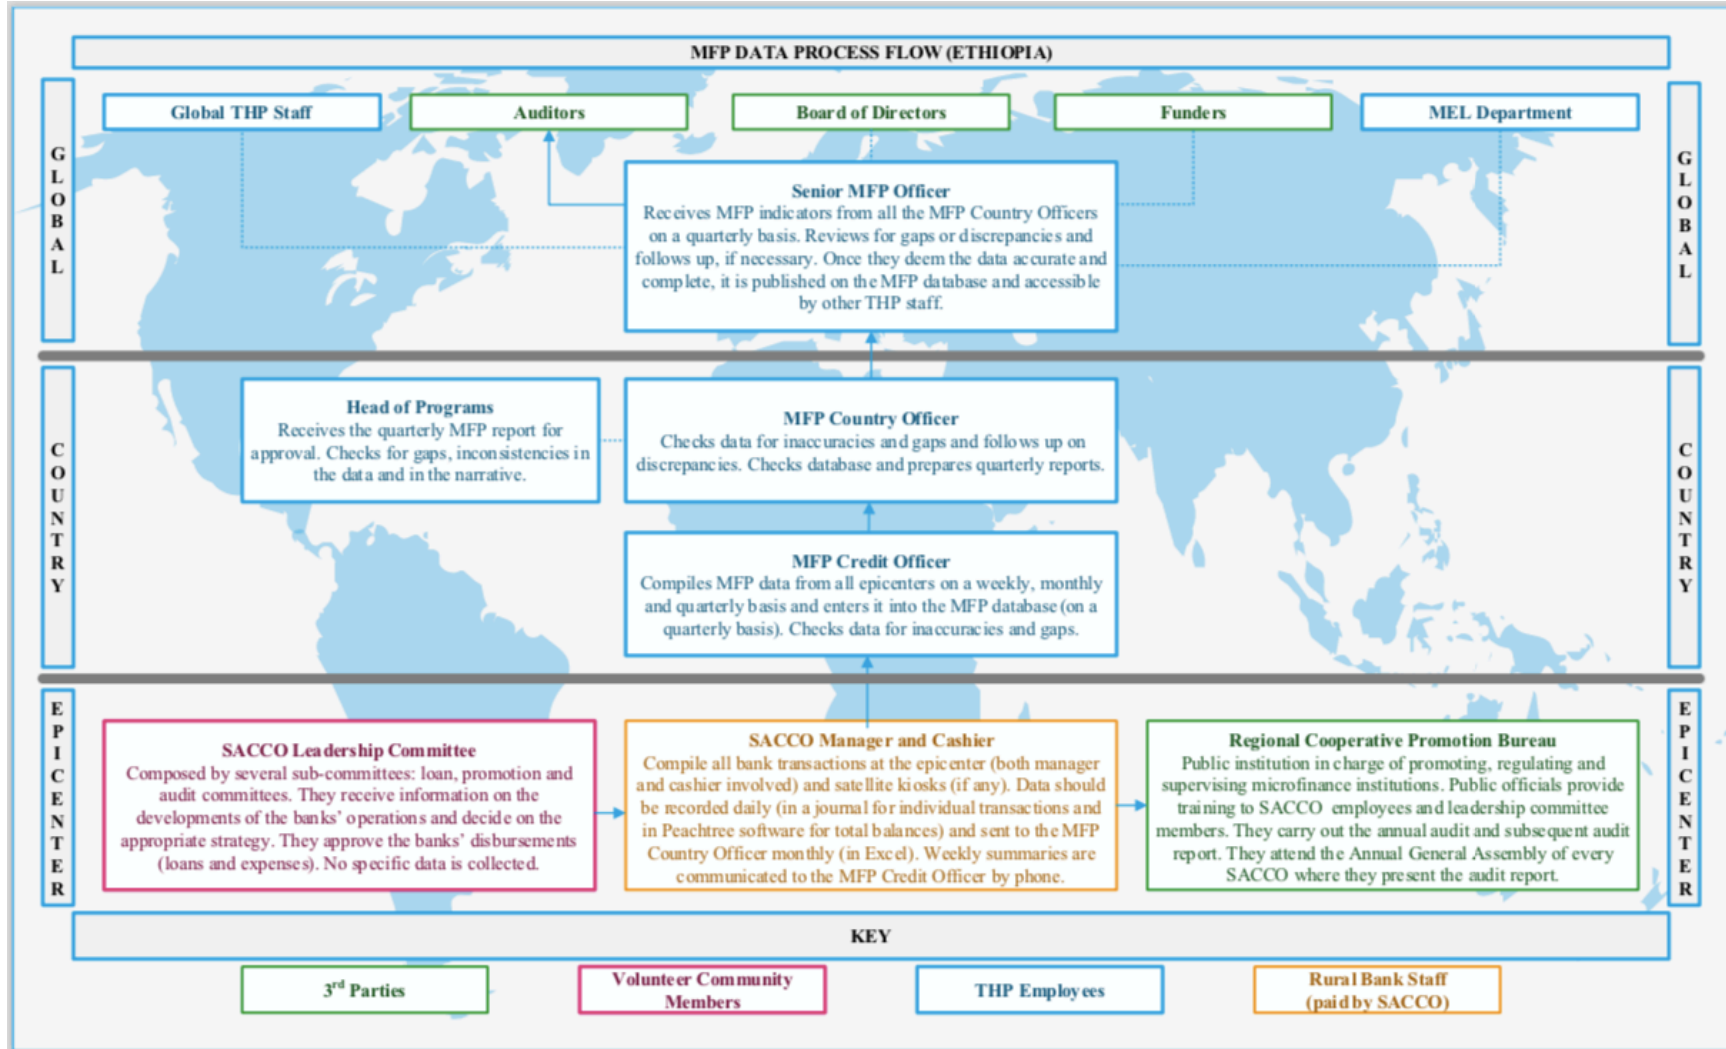 MFP DATA PROCESS FLOW (ETHIOPIA)
GLOBAL
Global THP Staff
Auditors
Board of Directors
Funders
MEL Department
GLOBAL
Senior MFP Officer
Receives MFP indicators from all the MFP Country Officers
on a quarterly basis. Reviews for gaps or discrepancies and
follows up, if necessary. Once they deem the data accurate and
complete, it is published on the MFP database and accessible
by other THP staff.
COUNTRY
Head of Programs
Receives the quarterly MFP report for
approval. Checks for gaps, inconsistencies in
the data and in the narrative.
MFP Country Officer
Checks data for inaccuracies and gaps and follows up on
discrepancies. Checks database and prepares quarterly reports.
COUNTRY
MFP Credit Officer
Compiles MFP data from all epicenters on a weekly, monthly
and quarterly basis and enters it into the MFP database (on a
quarterly basis). Checks data for inaccuracies and gaps.
EPICENTER
SACCO Leadership Committee
Composed by several sub-committees: loan, promotion and
audit committees. They receive information on the
developments of the banks' operations and decide on the
appropriate strategy. They approve the banks' disbursements
(loans and expenses). No specific data is collected.
SACCO Manager and Cashier
Compile all bank transactions at the epicenter (both manager
and cashier involved) and satellite kiosks (if any). Data should
be recorded daily (in a journal for individual transactions and
in Peachtree software for total balances) and sent to the MFP
Country Officer monthly (in Excel). Weekly summaries are
communicated to the MFP Credit Officer by phone.
Regional Cooperative Promotion Bureau
Public institution in charge of promoting, regulating and
supervising microfinance institutions. Public officials provide
training to SACCO employees and leadership committee
members. They carry out the annual audit and subsequent audit
report. They attend the Annual General Assembly of every
SACCO where they present the audit report.
EPICENTER
KEY
3rd Parties
Volunteer Community
Members
THP Employees
Rural Bank Staff
(paid by SACCO)